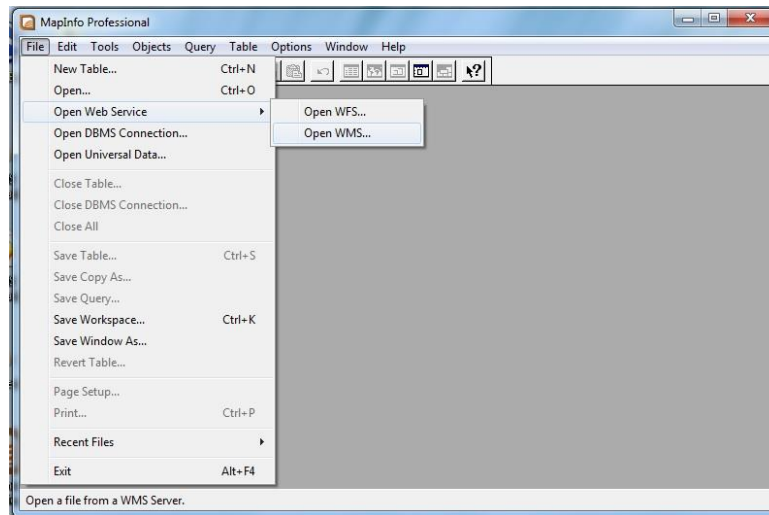 MapInfo Professional
File Edit Tools Objects Query Table Options Window Help
New Table... Ctrl+N
Open... Ctrl+O
Open Web Service
Open WFS...
Open DBMS Connection...
Open WMS...
Open Universal Data...
Close Table...
Close DBMS Connection...
Close All
Save Table... Ctrl+S
Save Copy As...
Save Query...
Save Workspace... Ctrl+K
Save Window As...
Revert Table...
Page Setup...
Print... Ctrl+P
Recent Files
Exit Alt+F4
Open a file from a WMS Server.